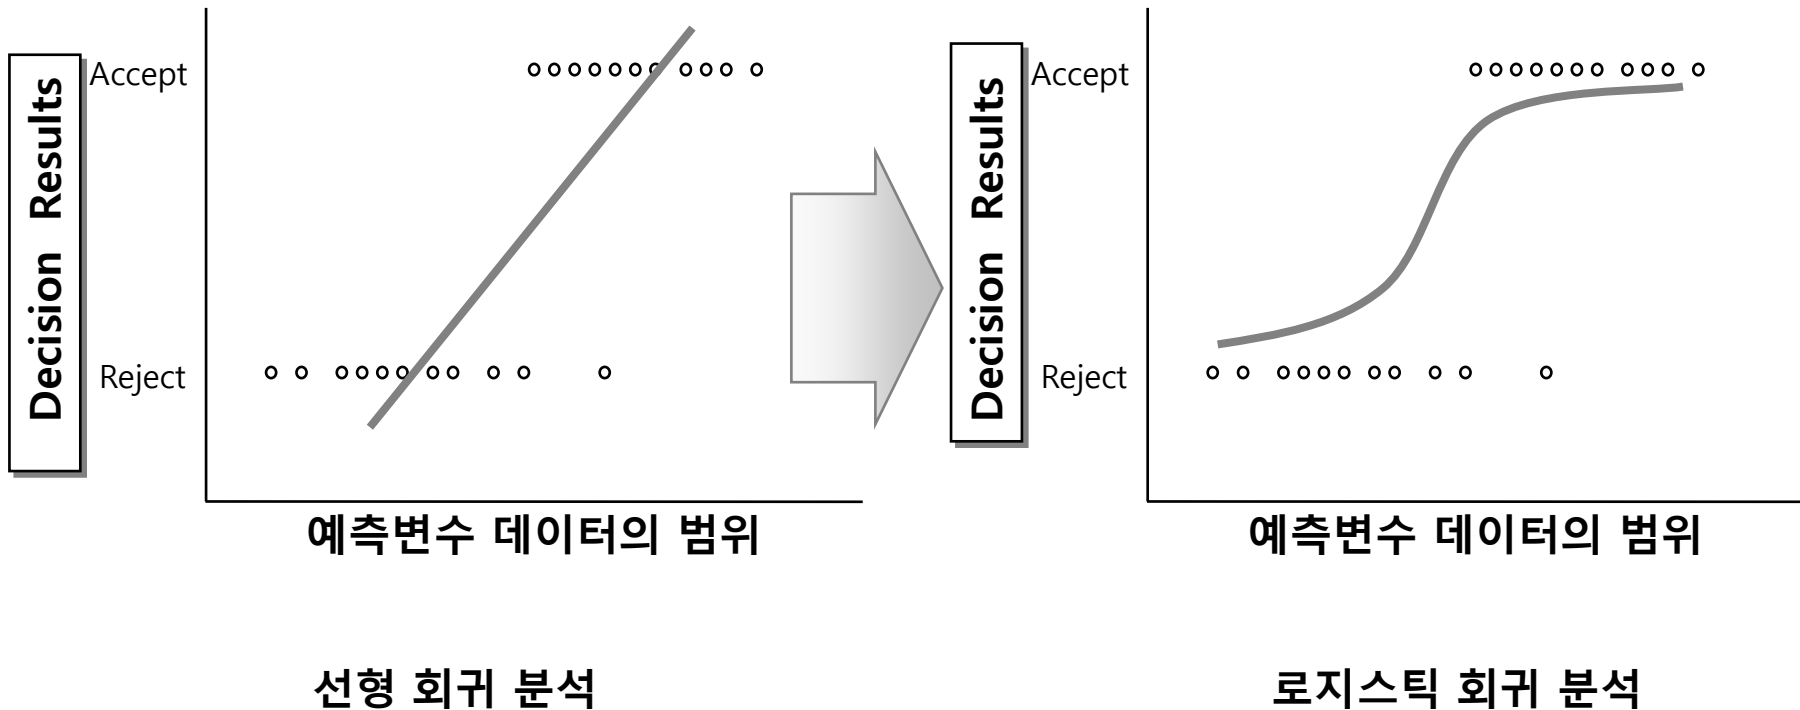 Decision Results
Accept
Reject
예측변수 데이터의 범위
선형 회귀 분석
Decision Results
Accept
Reject
예측변수 데이터의 범위
로지스틱 회귀 분석